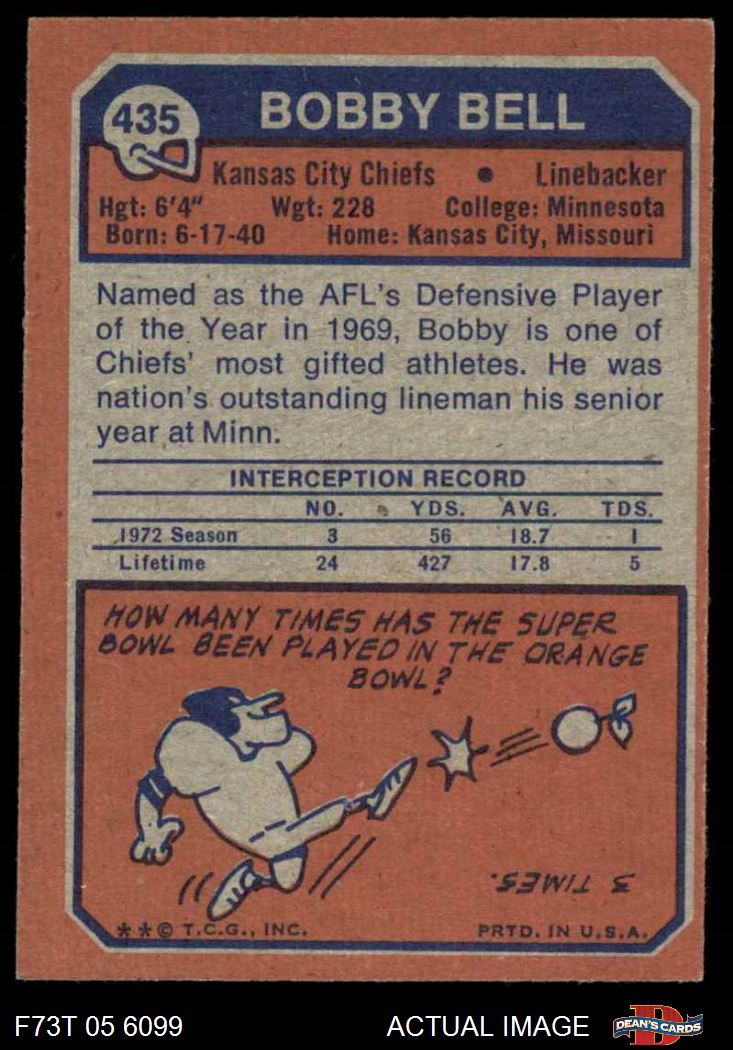 435
BOBBY BELL
Kansas City Chiefs • Linebacker
Hgt: 6'4" Wgt: 228 College: Minnesota
Born: 6-17-40 Home: Kansas City, Missouri
Named as the AFL's Defensive Player
of the Year in 1969, Bobby is one of
Chiefs' most gifted athletes. He was
nation's outstanding lineman his senior
year at Minn.
INTERCEPTION RECORD
NO. YDS. AVG. TDS.
1972 Season 3 56 18.7 1
Lifetime 24 427 17.8 5
HOW MANY TIMES HAS THE SUPER
BOWL BEEN PLAYED IN THE ORANGE
BOWL?
3 TIMES.
**© T.C.G., INC. PRTD. IN U.S.A.
F73T 05 6099 ACTUAL IMAGE D DEAN'S CARDS